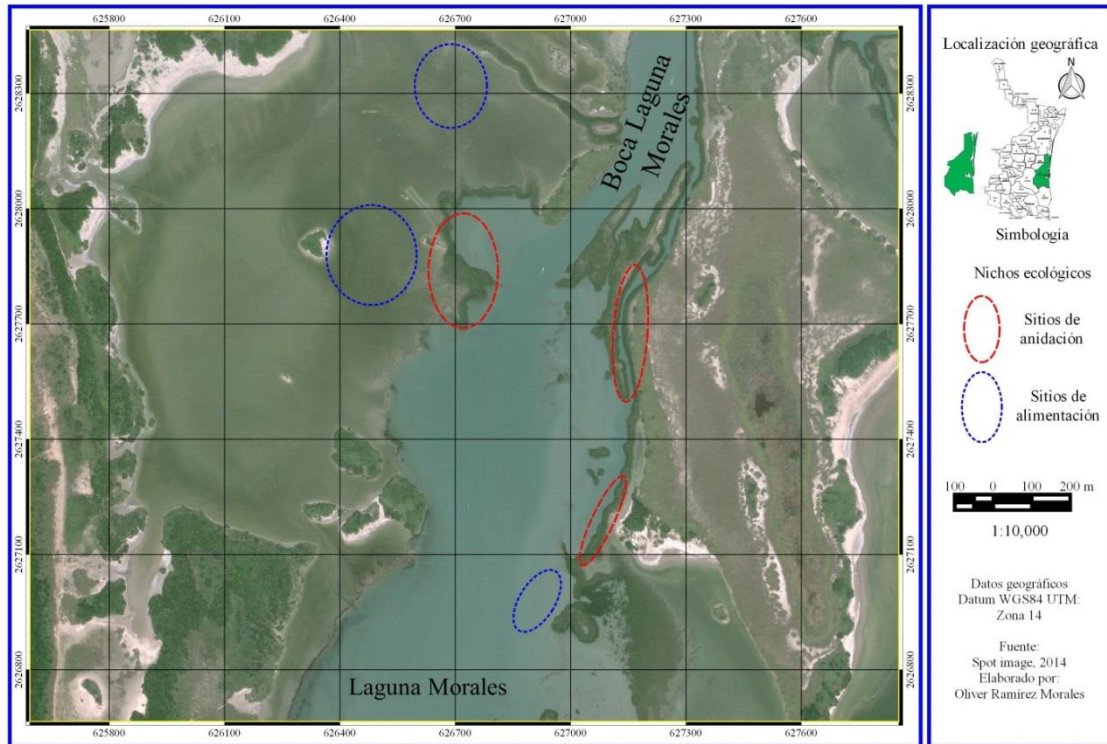 625800 626100 626400 626700 627000 627300 627600
2628300
2628000
2627700
2627400
2627100
2626800
Boca Laguna
Morales
Laguna Morales
2628300
2628000
2627700
2627400
2627100
2626800
625800 626100 626400 626700 627000 627300 627600
Localización geográfica
N
Simbología
Nichos ecológicos
Sitios de
anidación
Sitios de
alimentación
100 0 100 200 m
1:10,000
Datos geográficos
Datum WGS84 UTM:
Zona 14
Fuente:
Spot image, 2014
Elaborado por:
Oliver Ramírez Morales